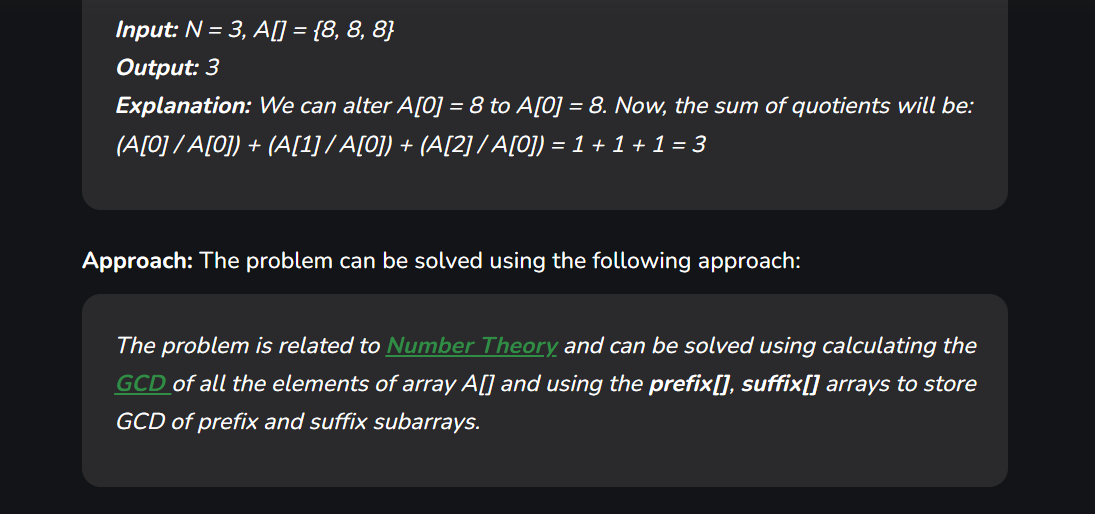 Input: N = 3, A[] = {8, 8, 8}
Output: 3
Explanation: We can alter A[0] = 8 to A[0] = 8. Now, the sum of quotients will be:
(A[0] / A[0]) + (A[1] / A[0]) + (A[2] / A[0]) = 1 + 1 + 1 = 3
Approach: The problem can be solved using the following approach:
The problem is related to Number Theory and can be solved using calculating the
GCD of all the elements of array A[] and using the prefix[], suffix[] arrays to store
GCD of prefix and suffix subarrays.